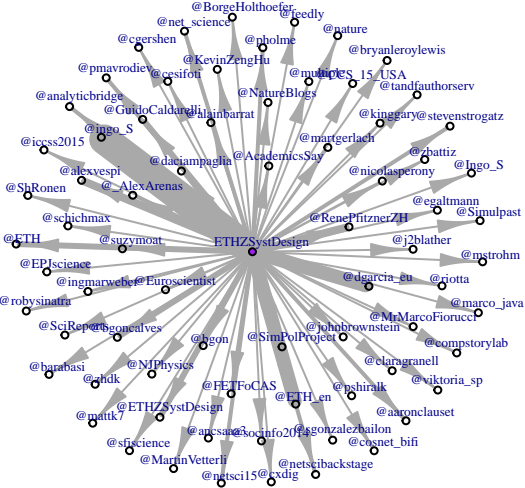 @BorgeHolthoefer
@feedly
@net_science
@nature
@cgershen
@pholme
@bryanleroylewis
@KevinZengHu
@pmavrodiev
@cesifoti
@CCS_15_USA
@tandfauthorserv
@analyticbridge
@NatureBlogs
@GuidoCaldarelli
@alainbarrat
@kinggary
@stevenstrogatz
@ingo_S
@martgerlach
@iccss2015
@zbattiz
@daciampaglia
@AcademicsSay
@Ingo_S
@alexvespi
@nicolasperony
@ShRonen
@_AlexArenas
@egaltmann
@schichmax
@RenePfitznerZH
@Simulpast
@ETH
@suzymoat
ETHZSystDesign
@j2blather
@EPJscience
@mstrohm
@ingmarweber
@Euroscientist
@dgarcia_eu
@riotta
@robysinatra
@marco_java
@SciReports
@bgoncalves
@bgon
@SimPolProject
@johnbrownstein
@MrMarcoFiorucci
@compstorylab
@barabasi
@zhdk
@NJPhysics
@claragranell
@FETFoCAS
@ETH_en
@pshiralk
@viktoria_sp
@mattk7
@ETHZSystDesign
@aaronclauset
@sfiscience
@socinfo2014
@sgonzalezbailon
@cosnet_bifi
@MartinVetterli
@netsci15
@cxdig
@netscibackstage